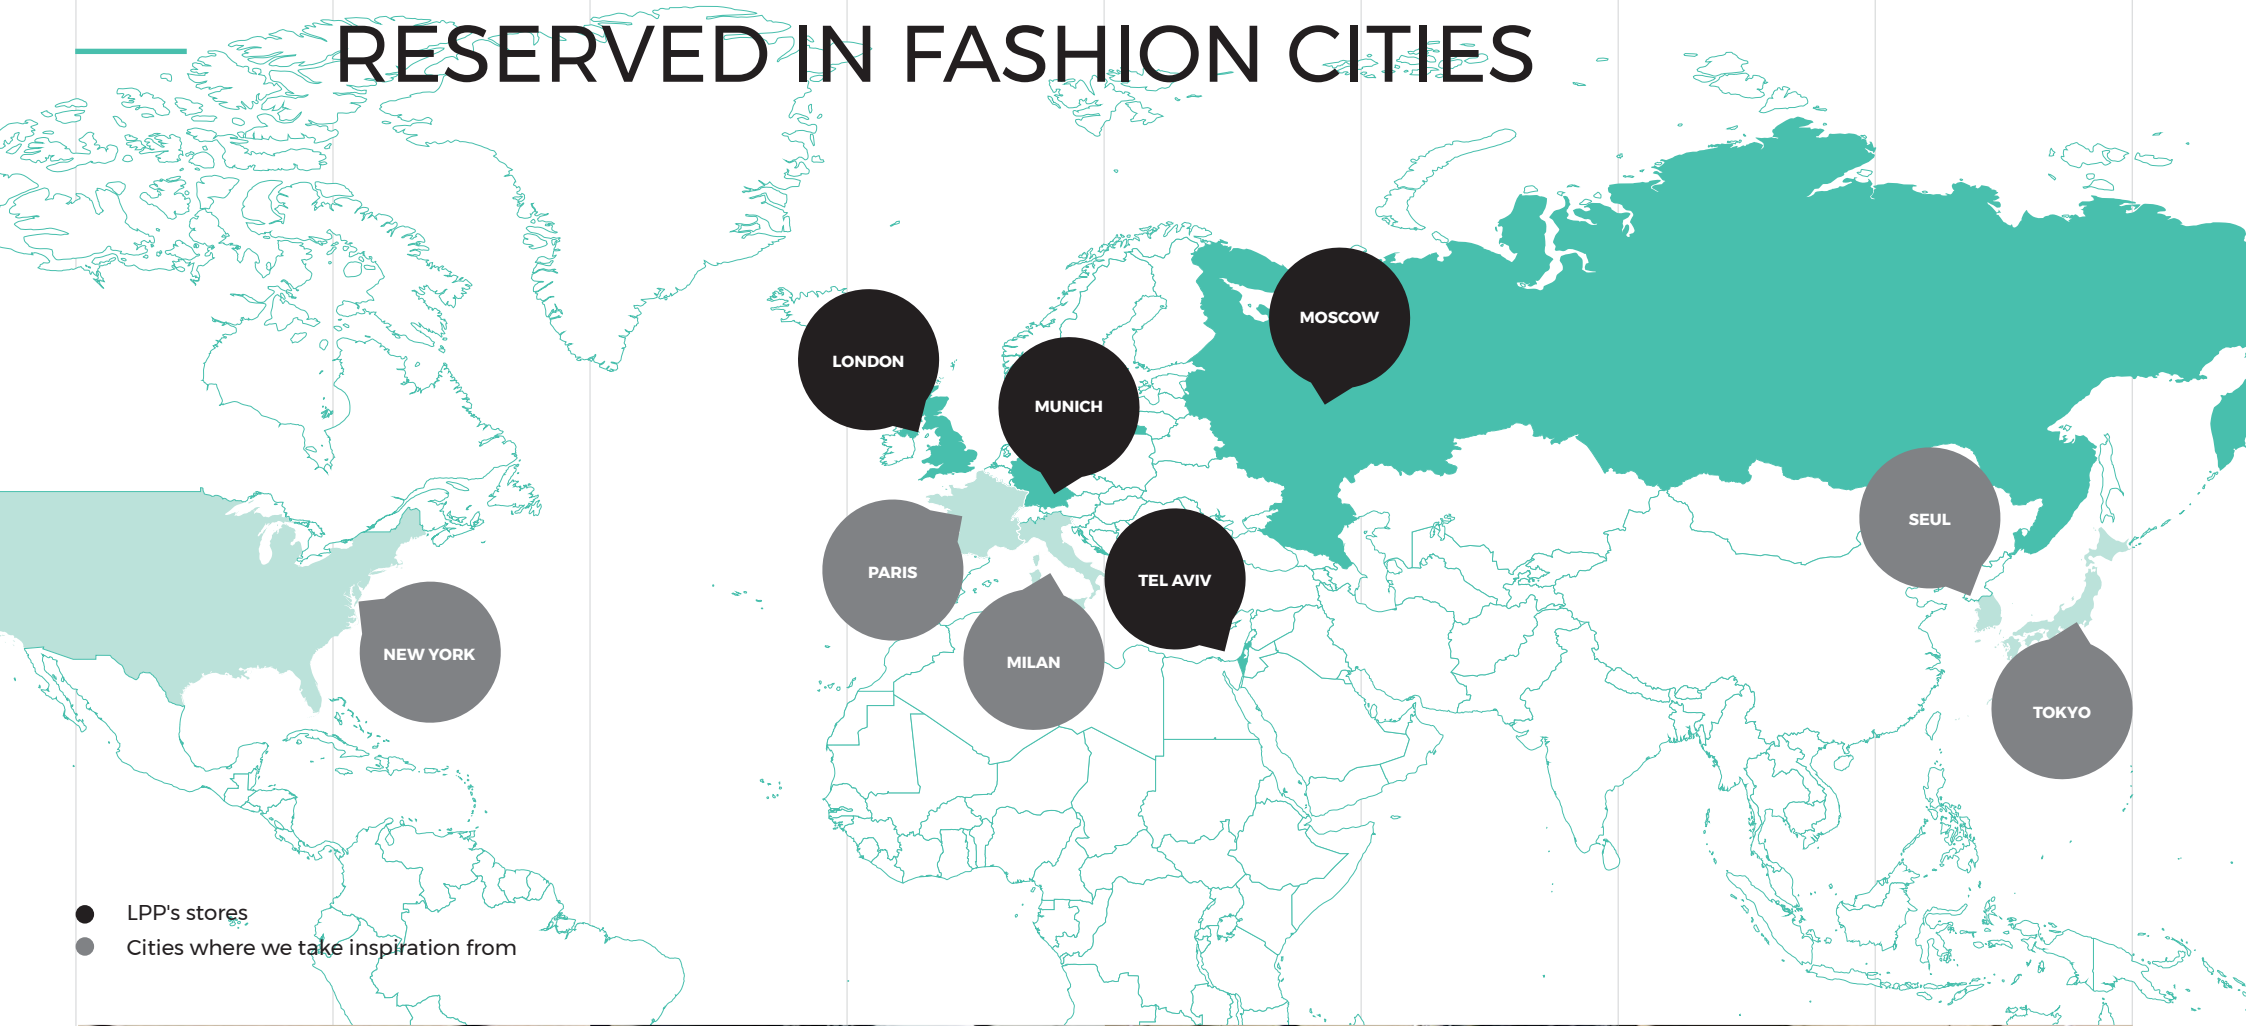 RESERVED IN FASHION CITIES
MOSCOW
LONDON
MUNICH
SEUL
PARIS
TEL AVIV
NEW YORK
MILAN
TOKYO
LPP's stores
Cities where we take inspiration from